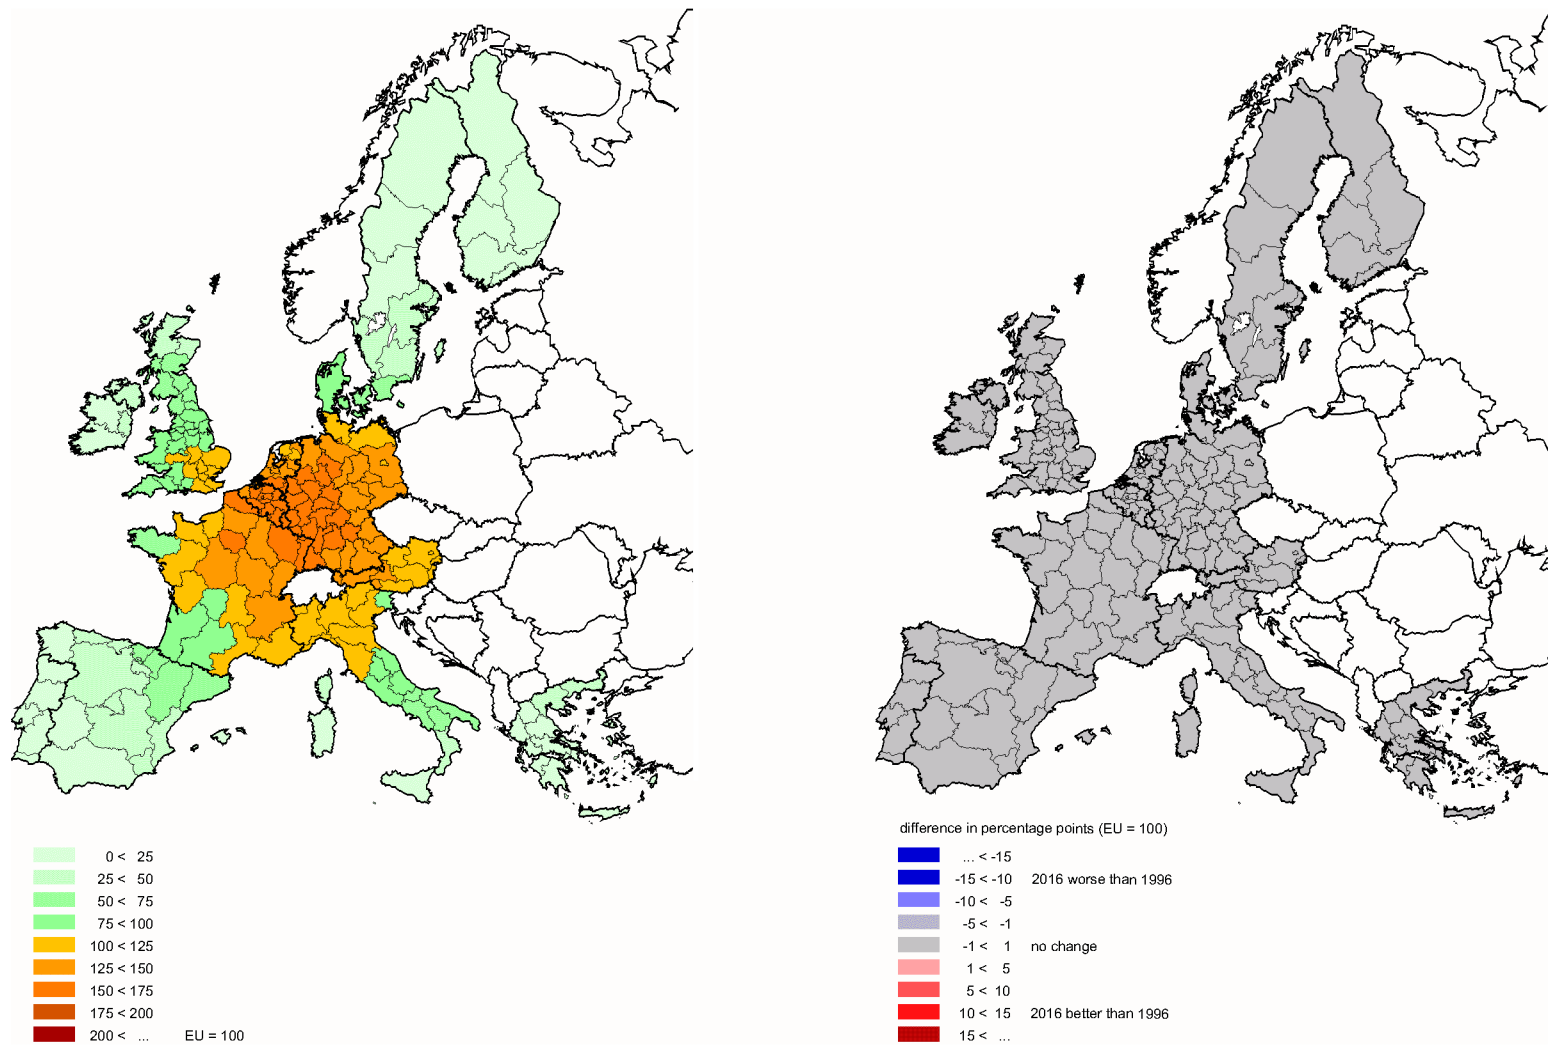 0 < 25
25 < 50
50 < 75
75 < 100
100 < 125
125 < 150
150 < 175
175 < 200
200 < ... EU = 100
difference in percentage points (EU = 100)
... < -15
-15 < -10 2016 worse than 1996
-10 < -5
-5 < -1
-1 < 1 no change
1 < 5
5 < 10
10 < 15 2016 better than 1996
15 < ...